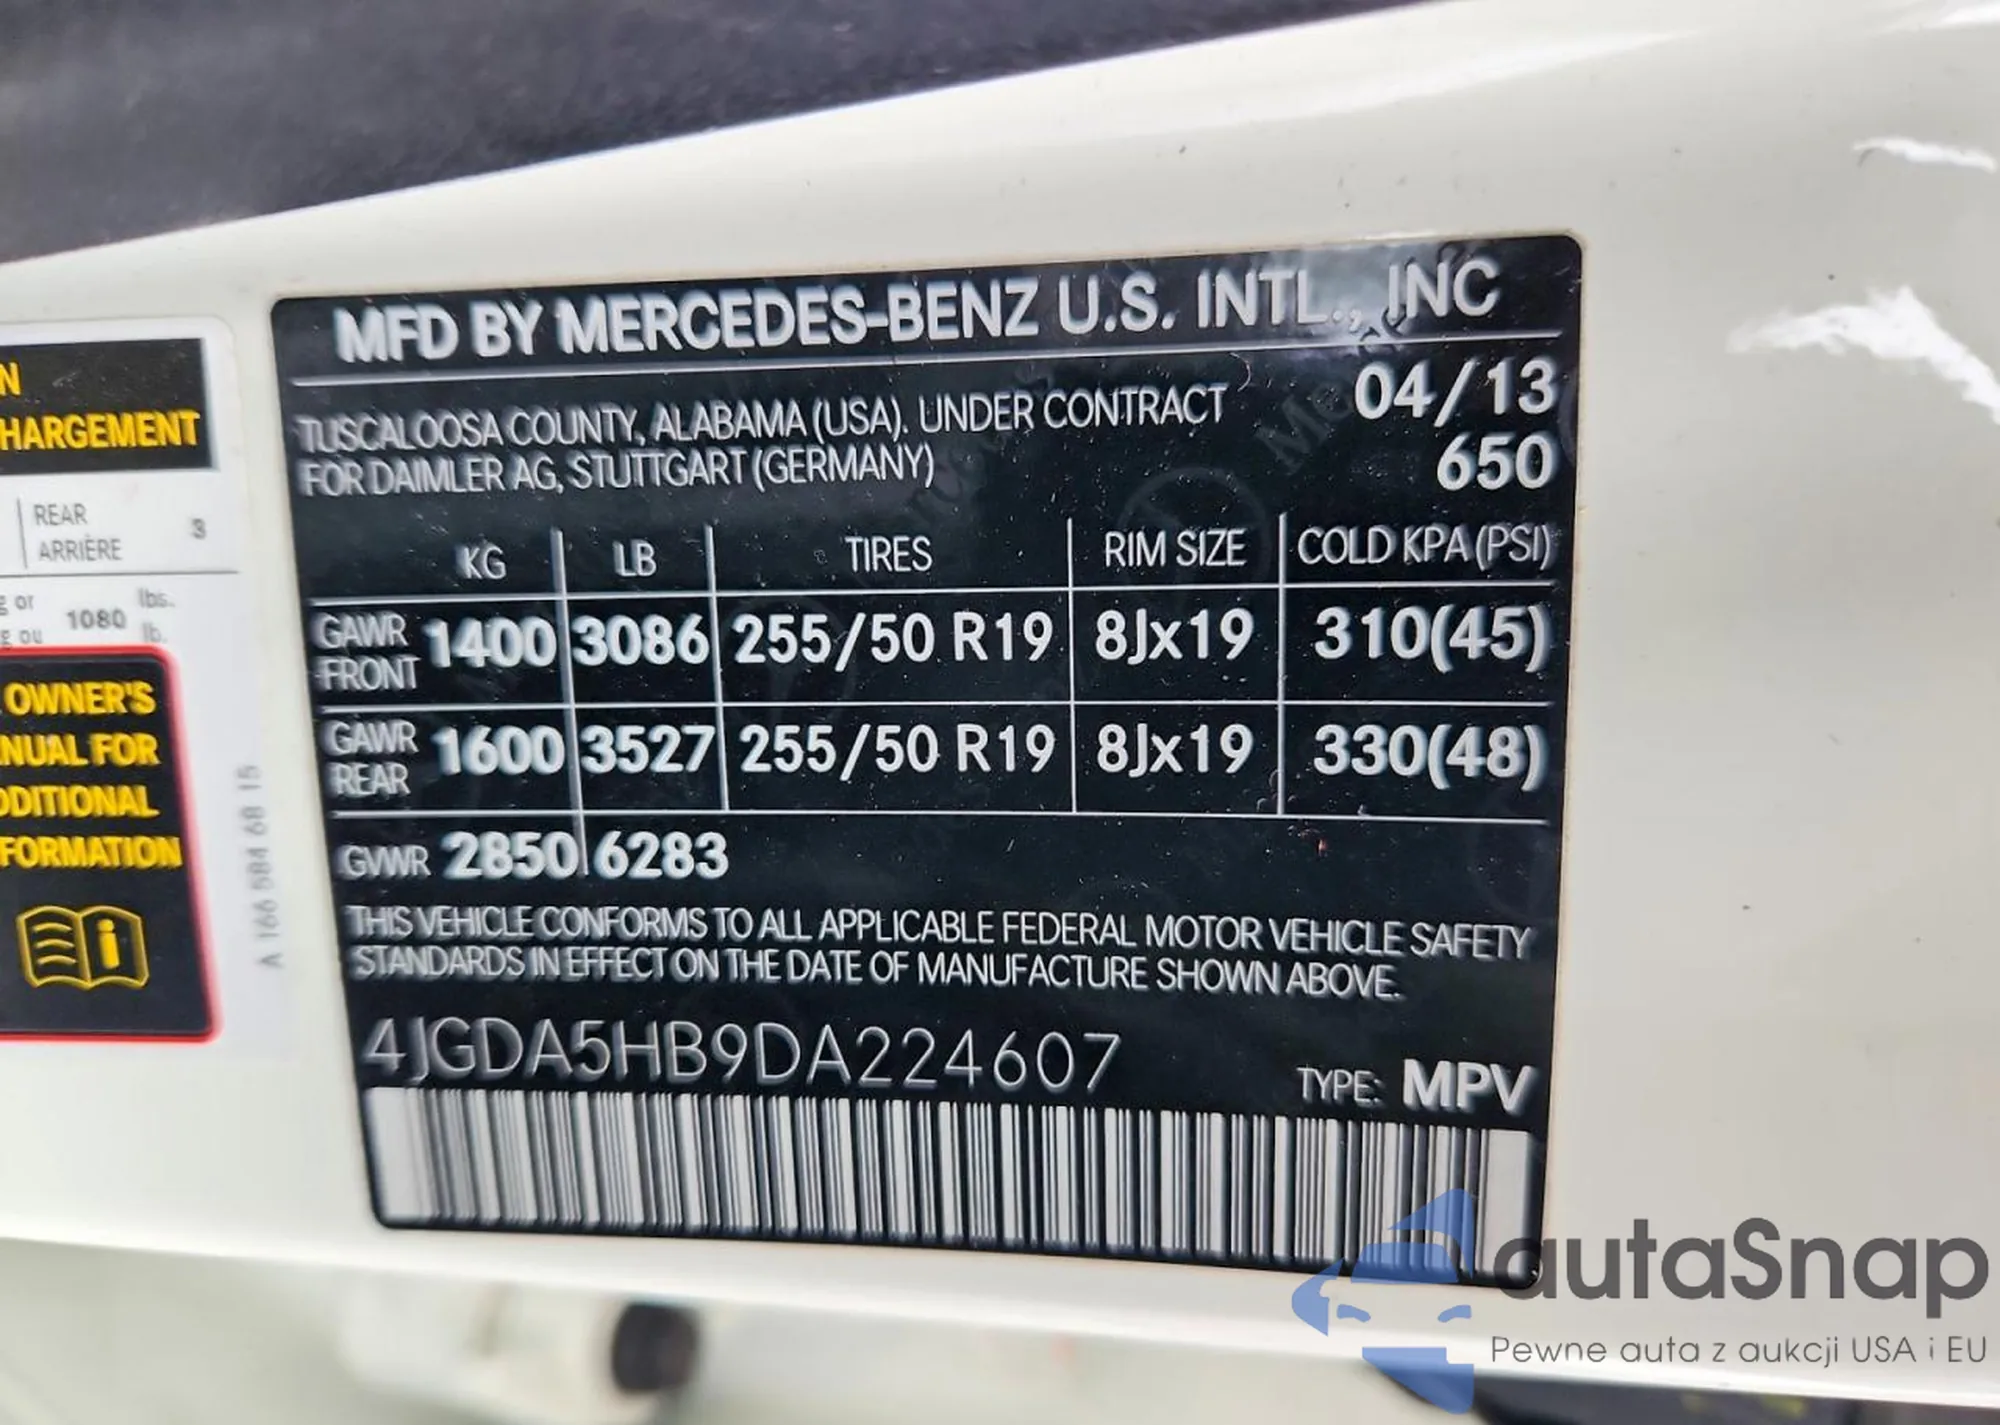 MFD BY MERCEDES-BENZ U.S. INTL., INC
TUSCALOOSA COUNTY, ALABAMA (USA). UNDER CONTRACT
FOR DAIMLER AG, STUTTGART (GERMANY)
04/13
650
KG LB TIRES RIM SIZE COLD KPA (PSI)
GAWR FRONT 1400 3086 255/50 R19 8Jx19 310(45)
GAWR REAR 1600 3527 255/50 R19 8Jx19 330(48)
GVWR 2850 6283
THIS VEHICLE CONFORMS TO ALL APPLICABLE FEDERAL MOTOR VEHICLE SAFETY
STANDARDS IN EFFECT ON THE DATE OF MANUFACTURE SHOWN ABOVE.
4JGDA5HB9DA224607
TYPE: MPV
N
HARGEMENT
REAR
ARRIÈRE
3
g or 1080 lbs.
g ou lb.
OWNER'S
NUAL FOR
DDITIONAL
FORMATION
i
A 166 584 68 15
autaSnap
Pewne auta z aukcji USA i EU